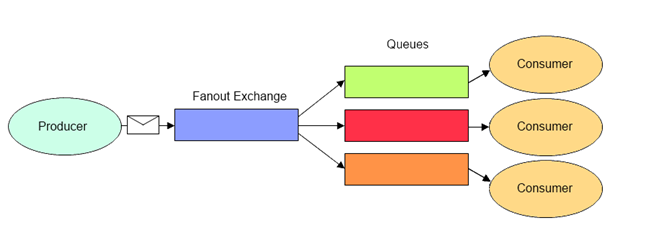 Queues
Consumer
Fanout Exchange
Producer
Consumer
Consumer